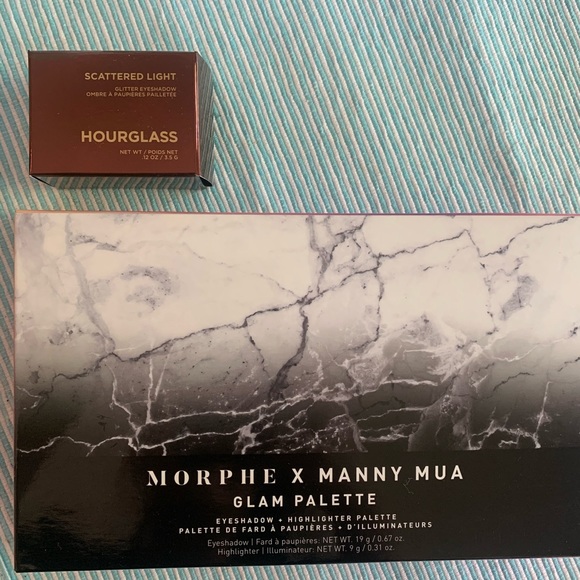 SCATTERED LIGHT
GLITTER EYESHADOW
OMBRE À PAUPIÈRES PAILLETÉE
HOURGLASS
NET WT / POIDS NET
.12 OZ / 3.5 G
MORPHE X MANNY MUA
GLAM PALETTE
EYESHADOW + HIGHLIGHTER PALETTE
PALETTE DE FARD À PAUPIÈRES + D'ILLUMINATEURS
Eyeshadow | Fard à paupières: NET WT. 19 g / 0.67 oz.
Highlighter | Illuminateur: NET WT. 9 g / 0.31 oz.